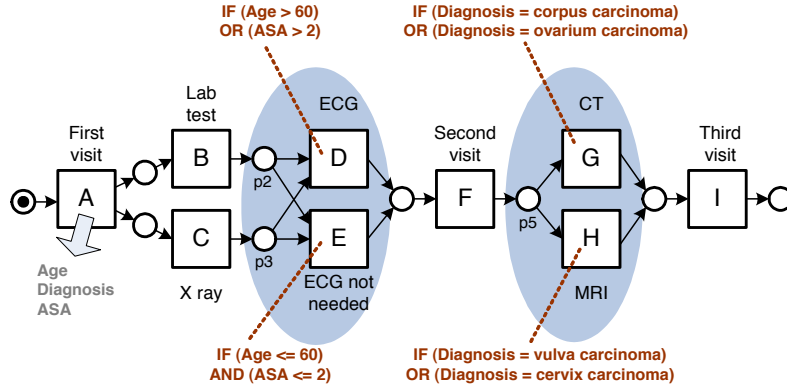 IF (Age > 60)
OR (ASA > 2)
IF (Diagnosis = corpus carcinoma)
OR (Diagnosis = ovarium carcinoma)
Lab
test
ECG
CT
First
visit
Second
visit
Third
visit
A
B
C
p2
p3
D
E
F
p5
G
H
I
Age
Diagnosis
ASA
X ray
ECG not
needed
MRI
IF (Age <= 60)
AND (ASA <= 2)
IF (Diagnosis = vulva carcinoma)
OR (Diagnosis = cervix carcinoma)